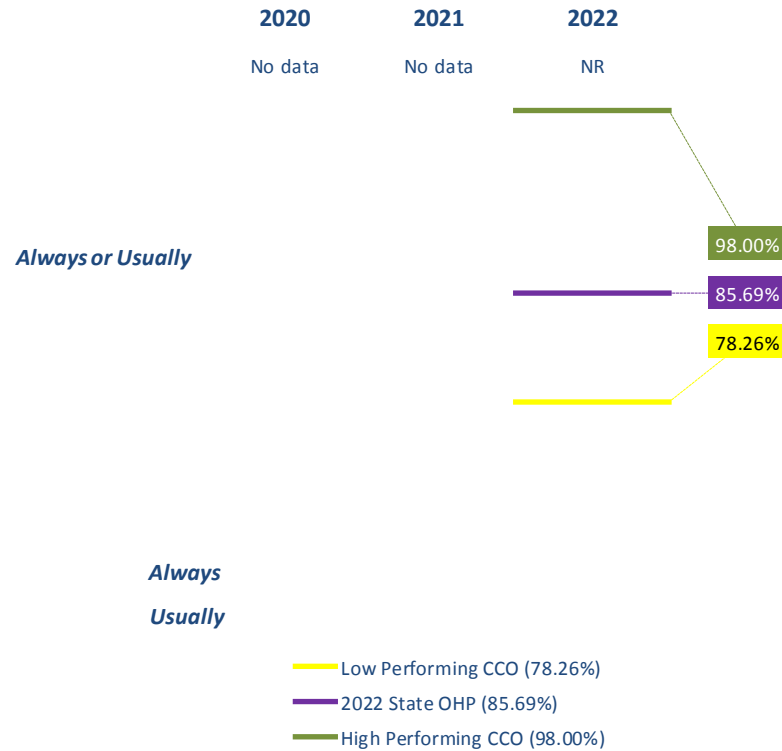 2020 2021 2022
No data No data NR
Always or Usually
98.00%
85.69%
78.26%
Always
Usually
Low Performing CCO (78.26%)
2022 State OHP (85.69%)
High Performing CCO (98.00%)